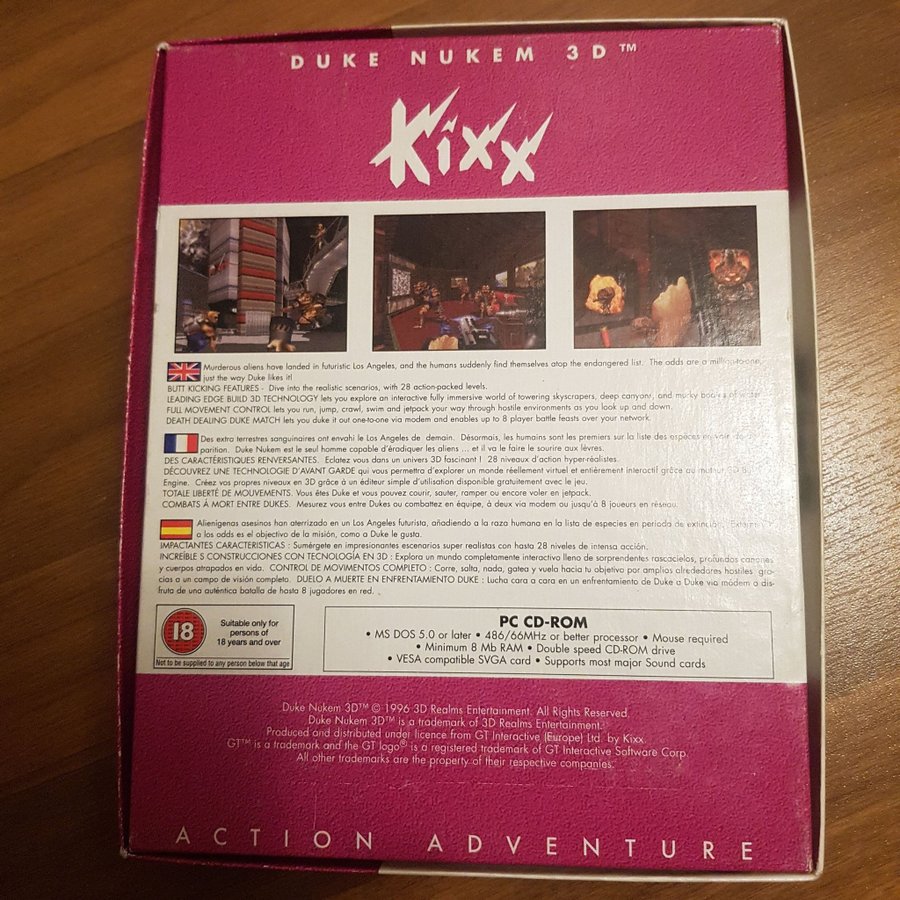 DUKE NUKEM 3D™
Kixx
Murderous aliens have landed in futuristic Los Angeles, and the humans suddenly find themselves atop the endangered list. The odds are a million-to-one,
just the way Duke likes it!
BUTT KICKING FEATURES - Dive into the realistic scenarios, with 28 action-packed levels.
LEADING EDGE BUILD 3D TECHNOLOGY lets you explore an interactive fully immersive world of towering skyscrapers, deep canyons, and murky bodies of water
FULL MOVEMENT CONTROL lets you run, jump, crawl, swim and jetpack your way through hostile environments as you look up and down.
DEATH DEALING DUKE MATCH lets you duke it out one-to-one via modem and enables up to 8 player battle feasts over your network.
Des extra terrestres sanguinaires ont envahi le Los Angeles de demain. Désormais, les humains sont les premiers sur la liste des espèces en voie de
parition. Duke Nukem est le seul homme capable d'éradiquer les aliens ... et il va le faire le sourire aux lèvres.
DES CARACTÉRISTIQUES RENVERSANTES. Eclatez vous dans un univers 3D fascinant ! 28 niveaux d'action hyper-réalistes.
DÉCOUVREZ UNE TECHNOLOGIE D'AVANT GARDE qui vous permettra d'explorer un monde réellement virtuel et entièrement interactif grâce au moteur 3D
Engine. Créez vos propres niveaux en 3D grâce à un éditeur simple d'utilisation disponible gratuitement avec le jeu.
TOTALE LIBERTÉ DE MOUVEMENTS. Vous êtes Duke et vous pouvez courir, sauter, ramper ou encore voler en jetpack.
COMBATS À MORT ENTRE DUKES. Mesurez vous entre Dukes ou combattez en équipe, à deux via modem ou jusqu'à 8 joueurs en réseau.
Alienígenas asesinos han aterrizado en un Los Angeles futurista, añadiendo a la raza humana en la lista de especies en periodo de extinción.
a los odds es el objectivo de la misión, como a Duke le gusta.
IMPACTANTES CARACTERISTICAS : Sumérgete en impresionantes escenarios super realistas con hasta 28 niveles de intensa acción.
INCREÍBLE S CONSTRUCCIONES CON TECNOLOGÍA EN 3D : Explora un mundo completamente interactivo lleno de sorprendentes rascacielos, profundos canones
y cuerpos atrapados en vida. CONTROL DE MOVIMENTOS COMPLETO : Corre, salta, nada, gatea y vuela hacia tu objetivo por amplios alrededores hostiles gra-
cias a un campo de visión completo. DUELO A MUERTE EN ENFRENTAMIENTO DUKE : Lucha cara a cara en un enfrentamiento de Duke a Duke via módem o dis-
fruta de una auténtica batalla de hasta 8 jugadores en red.
18
Suitable only for
persons of
18 years and over
Not to be supplied to any person below that age
PC CD-ROM
• MS DOS 5.0 or later • 486/66MHz or better processor • Mouse required
• Minimum 8 Mb RAM • Double speed CD-ROM drive
• VESA compatible SVGA card • Supports most major Sound cards
Duke Nukem 3D™ © 1996 3D Realms Entertainment. All Rights Reserved.
Duke Nukem 3D™ is a trademark of 3D Realms Entertainment.
Produced and distributed under licence from GT Interactive (Europe) Ltd. by Kixx.
GT™ is a trademark and the GT logo® is a registered trademark of GT Interactive Software Corp.
All other trademarks are the property of their respective companies.
ACTION ADVENTURE